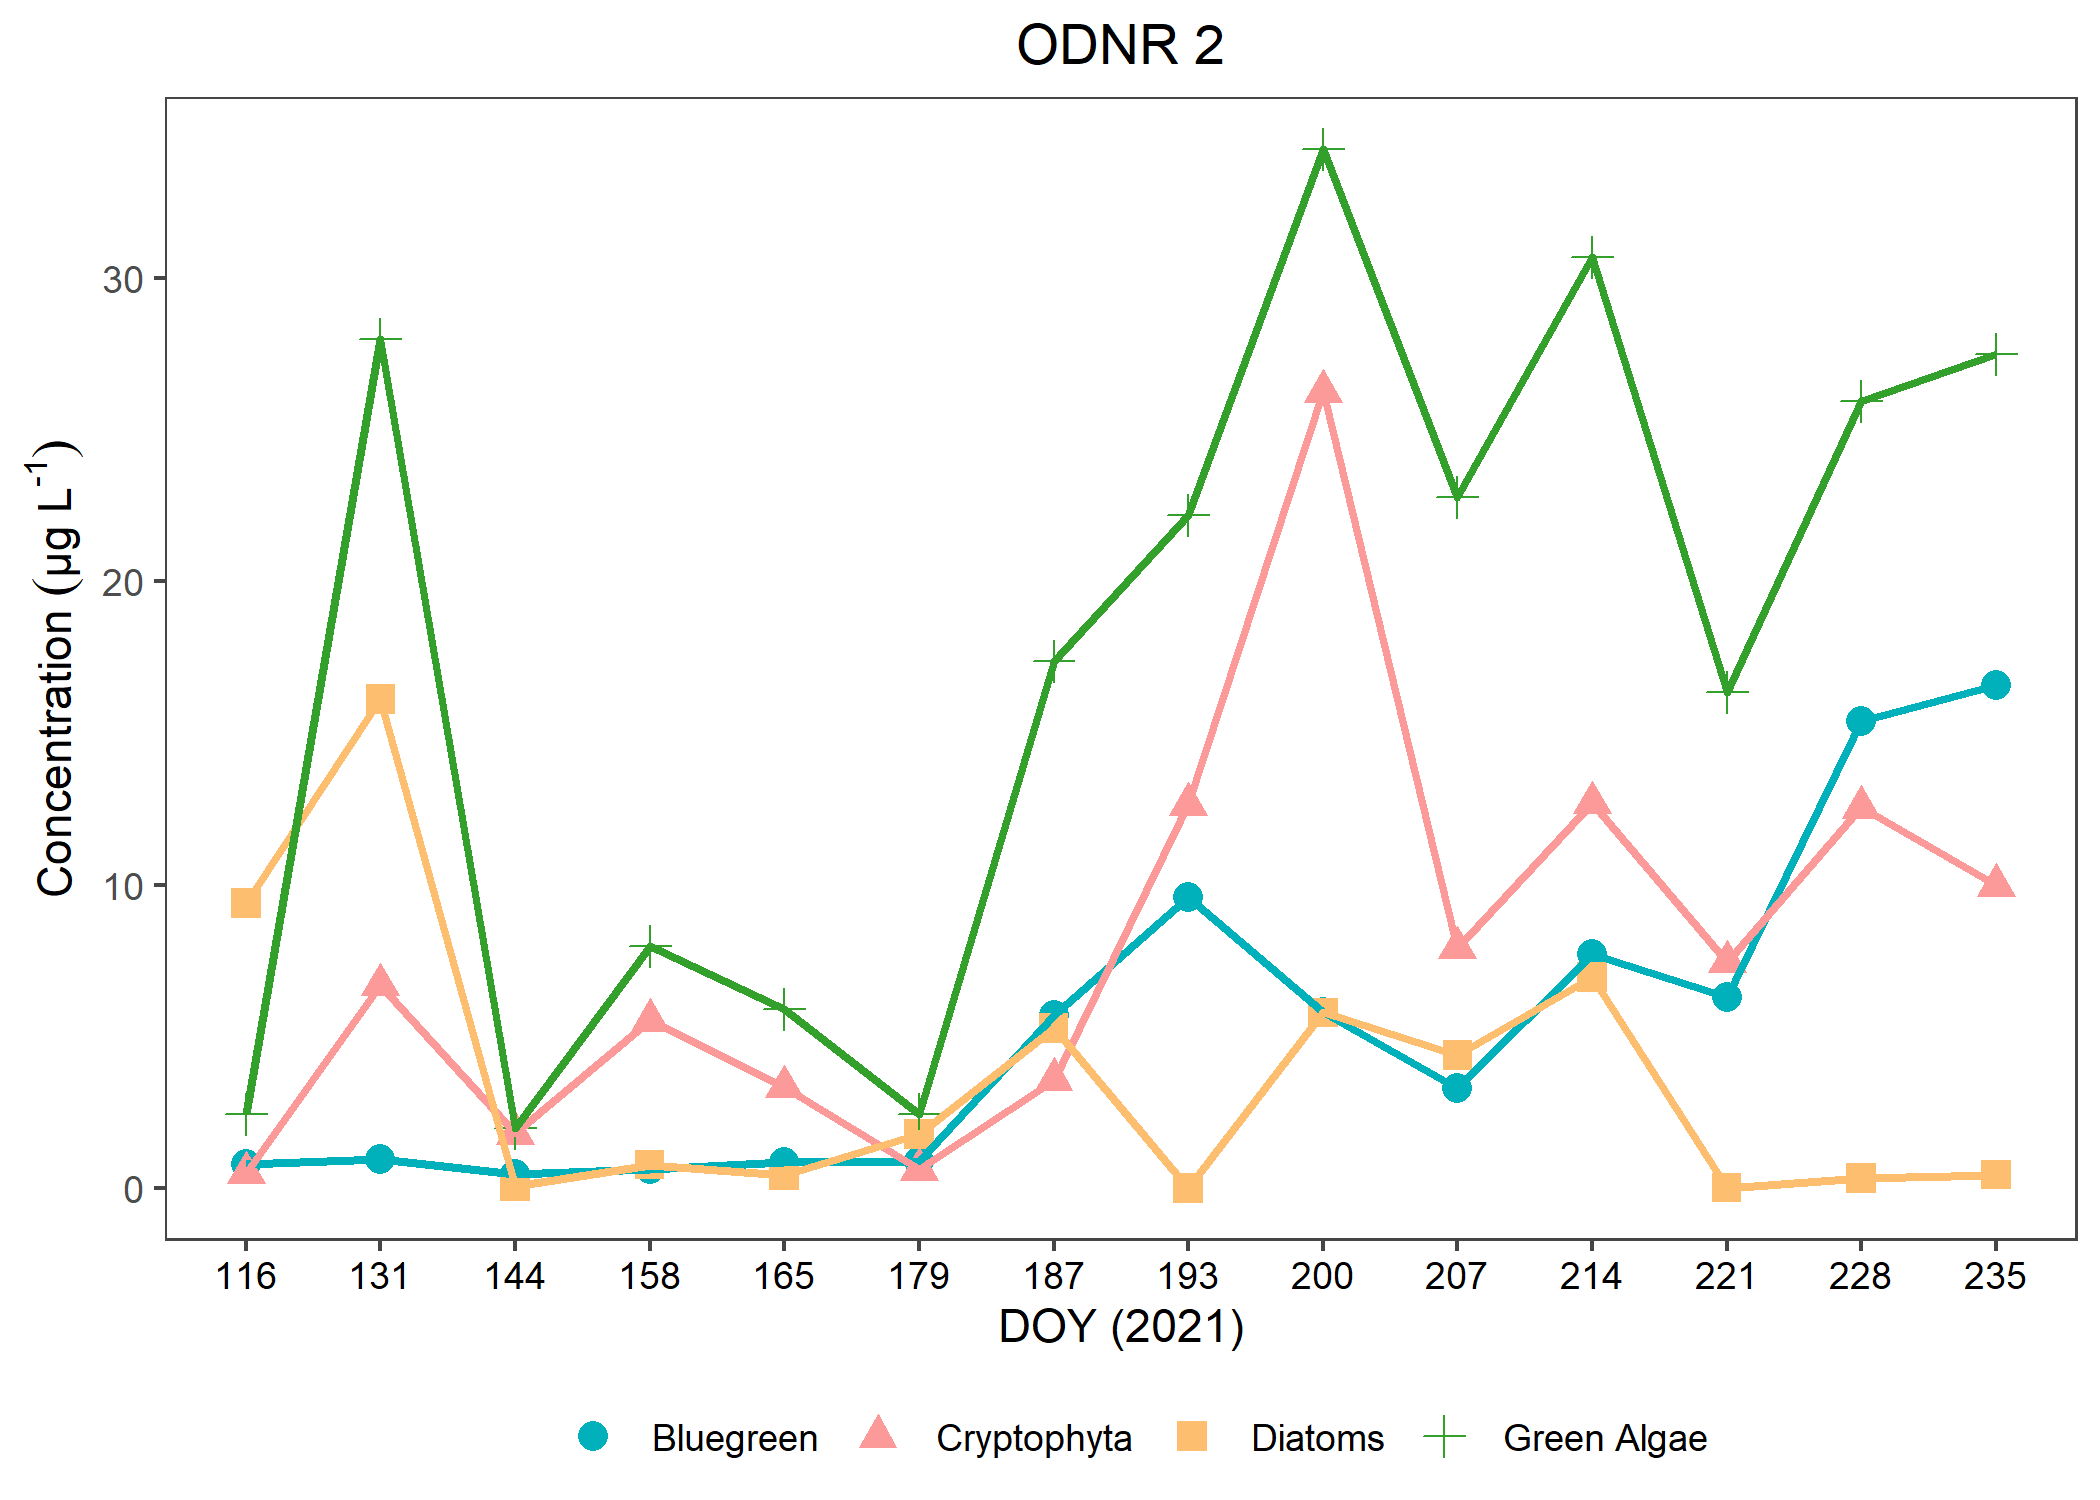 ODNR 2
Concentration (µg L⁻¹)
30
20
10
0
116 131 144 158 165 179 187 193 200 207 214 221 228 235
DOY (2021)
Bluegreen Cryptophyta Diatoms Green Algae